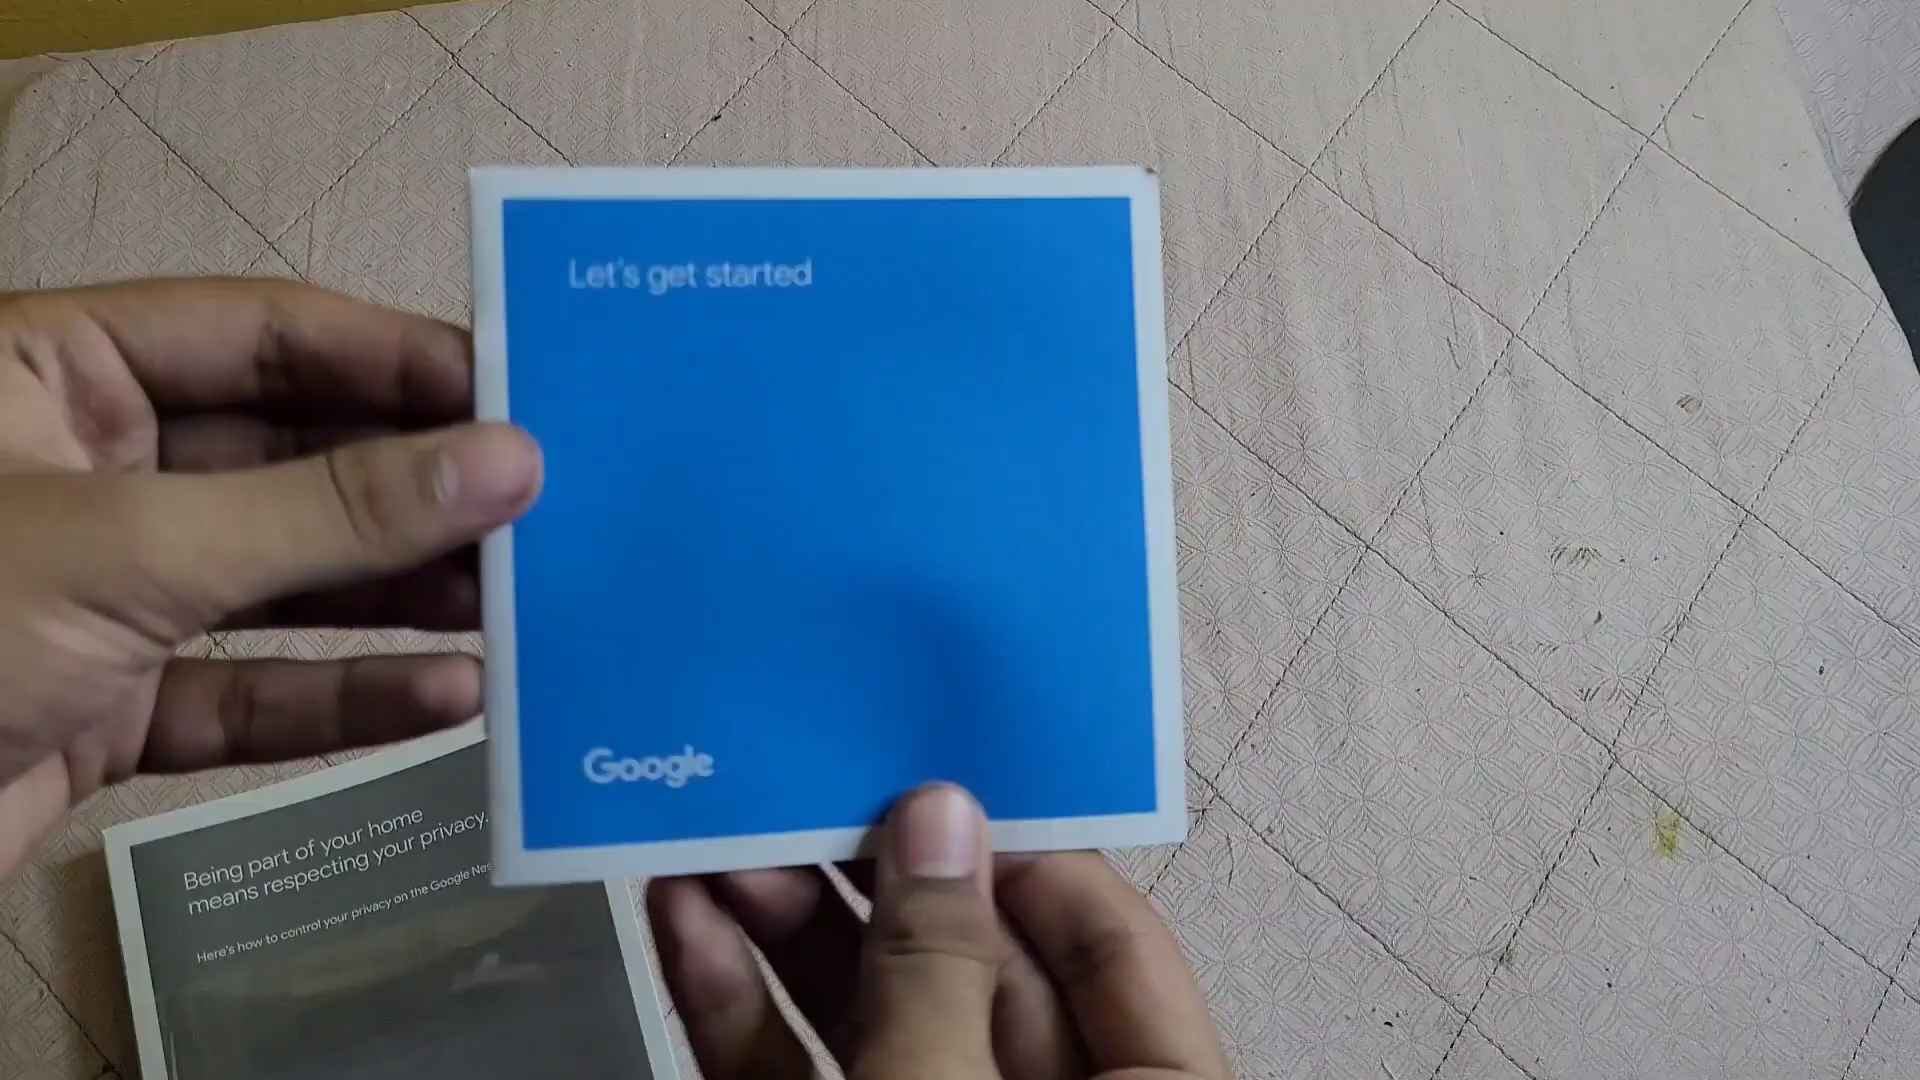 Let's get started
Google
Being part of your home
means respecting your privacy.
Here's how to control your privacy on the Google